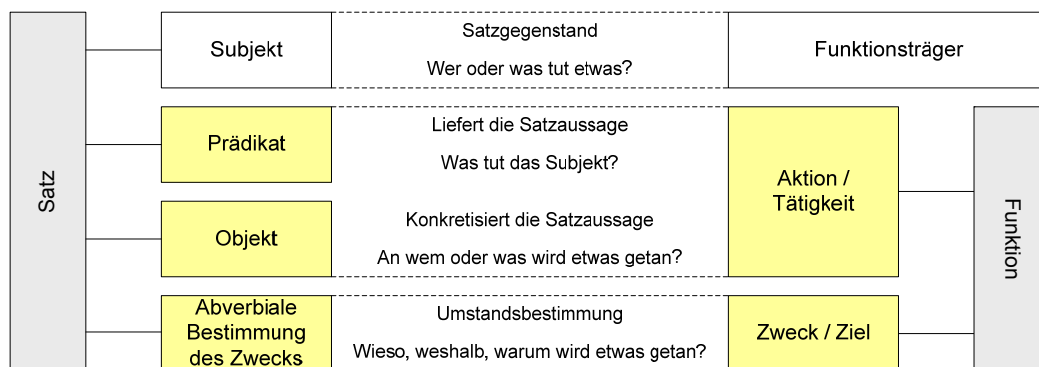 Satz
Subjekt
Satzgegenstand
Wer oder was tut etwas?
Funktionsträger
Prädikat
Liefert die Satzaussage
Was tut das Subjekt?
Aktion /
Tätigkeit
Objekt
Konkretisiert die Satzaussage
An wem oder was wird etwas getan?
Funktion
Abverbiale
Bestimmung
des Zwecks
Umstandsbestimmung
Wieso, weshalb, warum wird etwas getan?
Zweck / Ziel